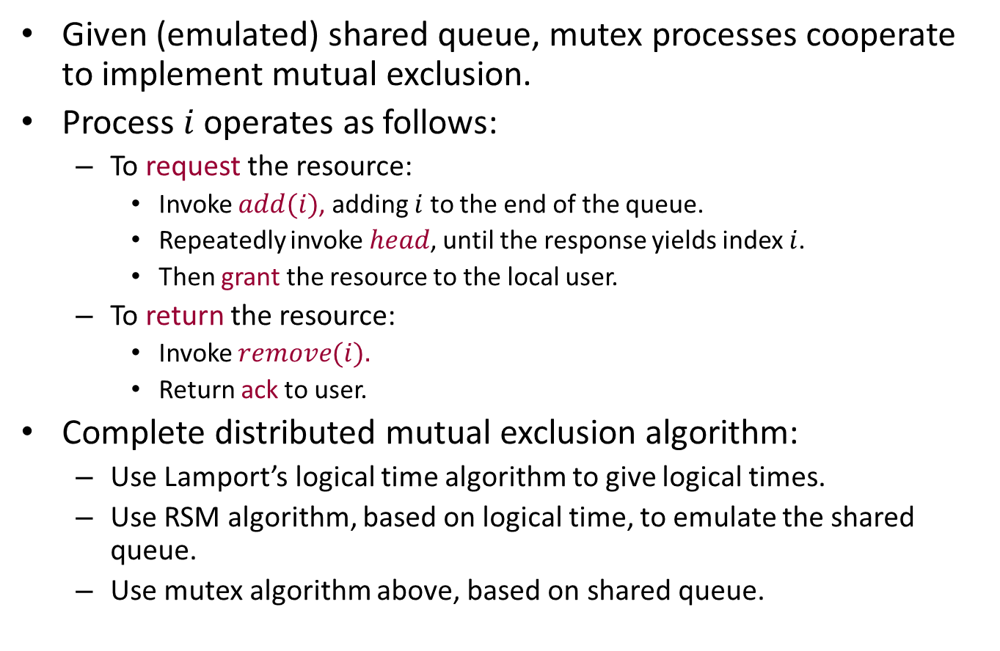 • Given (emulated) shared queue, mutex processes cooperate
to implement mutual exclusion.
• Process i operates as follows:
– To request the resource:
• Invoke add(i), adding i to the end of the queue.
• Repeatedly invoke head, until the response yields index i.
• Then grant the resource to the local user.
– To return the resource:
• Invoke remove(i).
• Return ack to user.
• Complete distributed mutual exclusion algorithm:
– Use Lamport’s logical time algorithm to give logical times.
– Use RSM algorithm, based on logical time, to emulate the shared
queue.
– Use mutex algorithm above, based on shared queue.